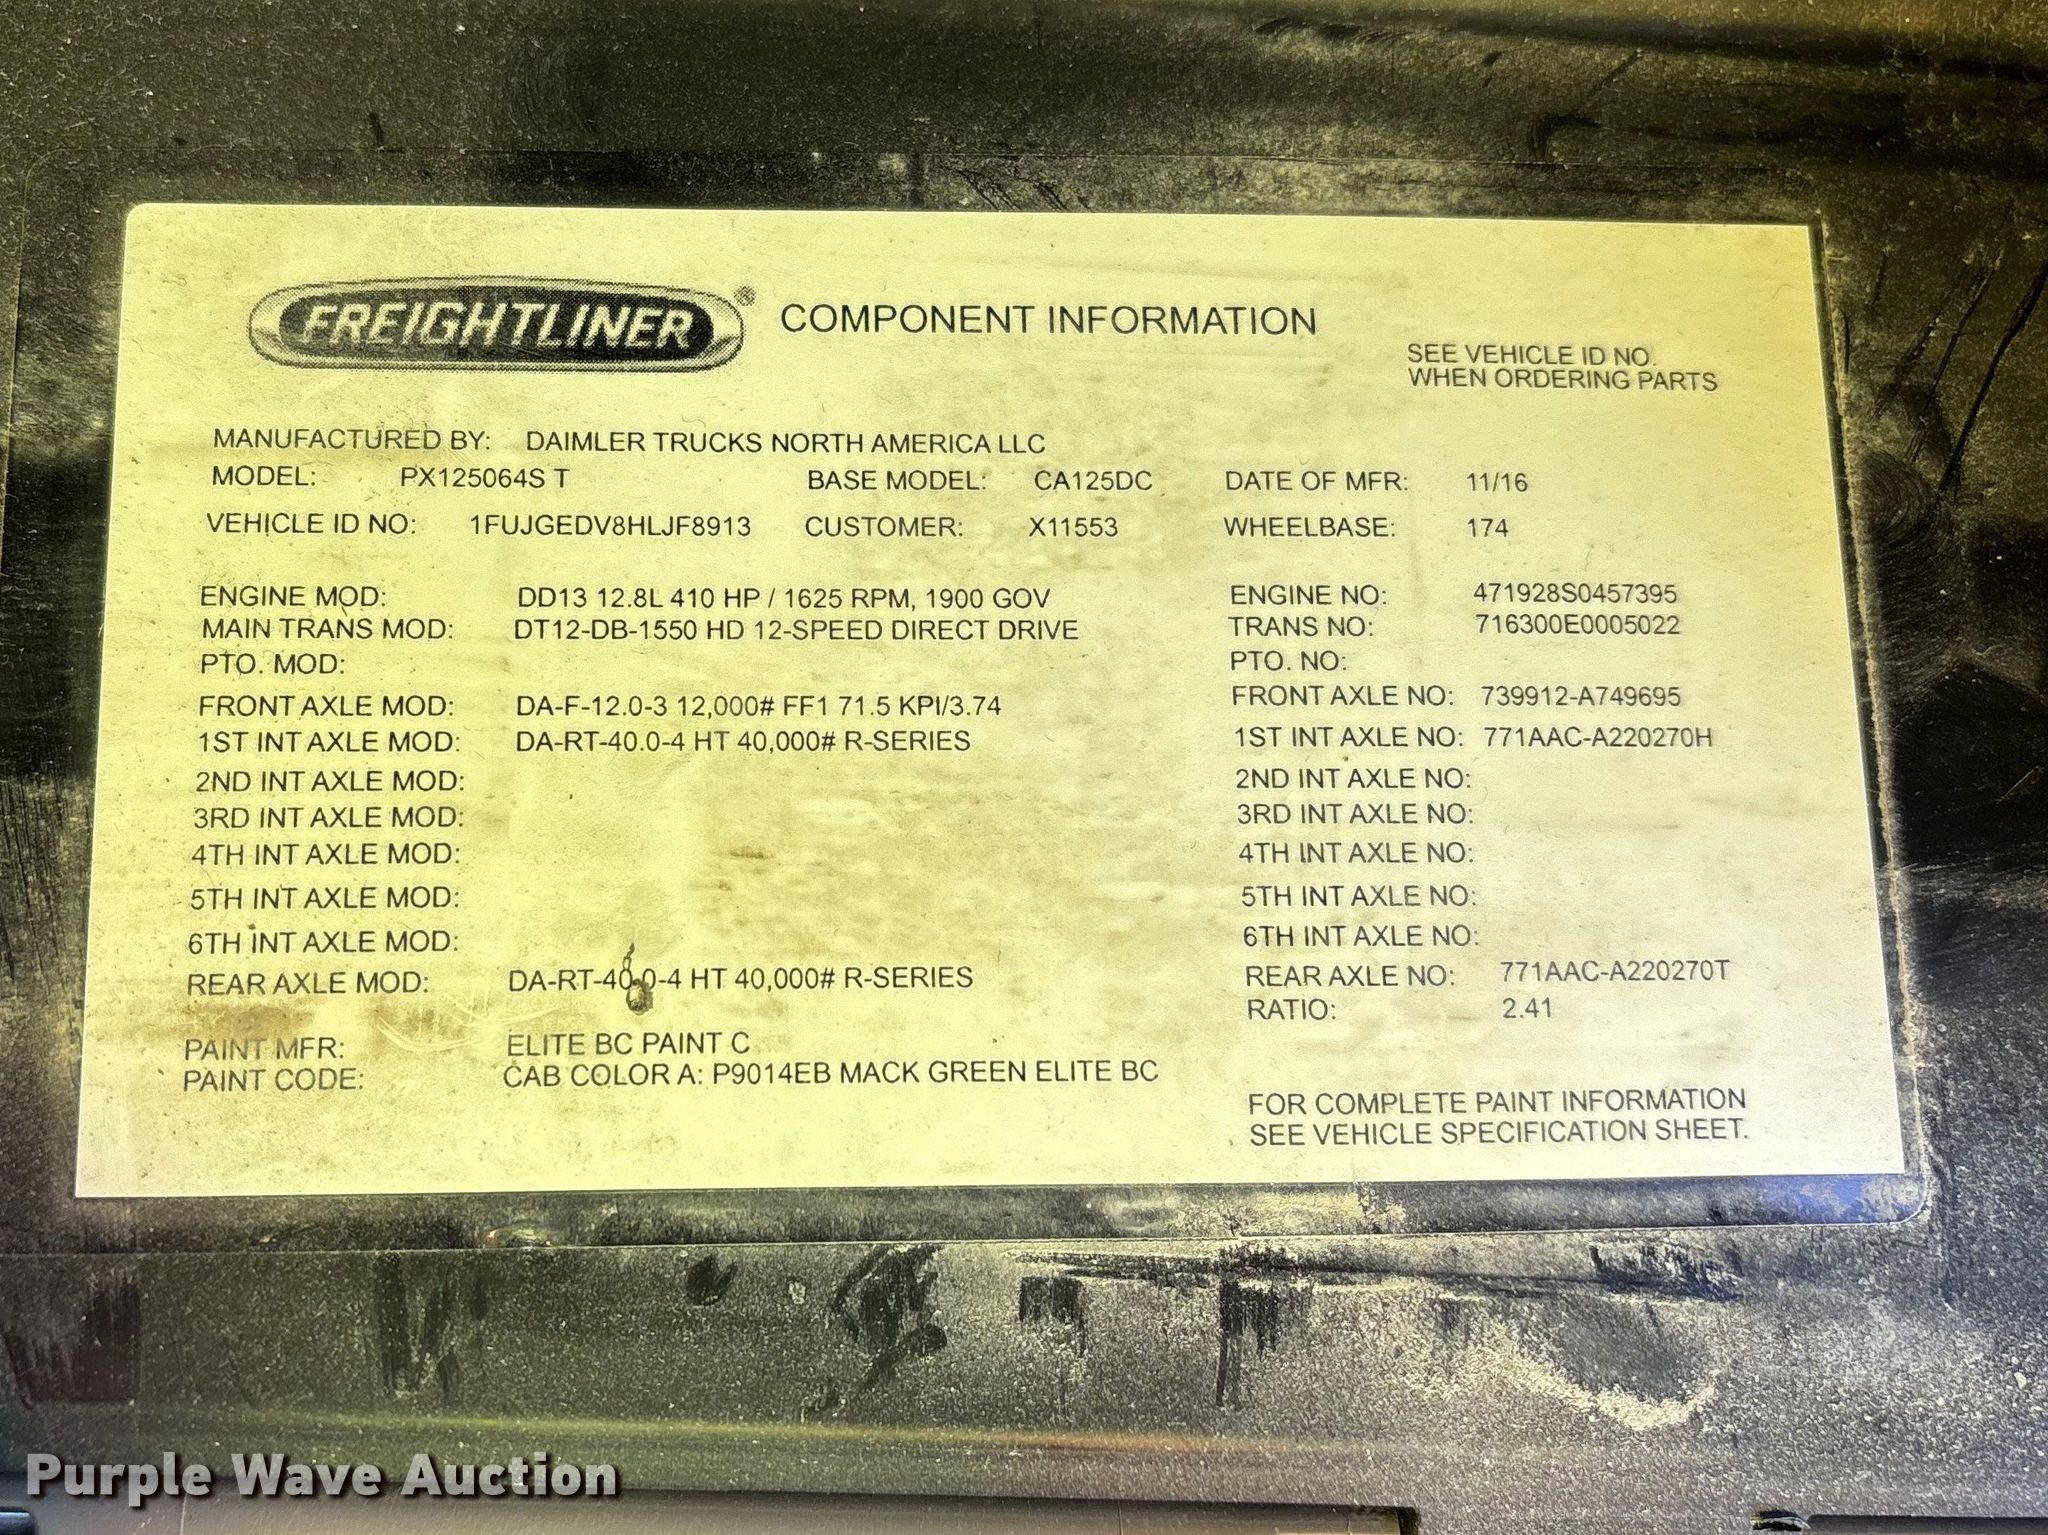 FREIGHTLINER® COMPONENT INFORMATION
SEE VEHICLE ID NO.
WHEN ORDERING PARTS
MANUFACTURED BY: DAIMLER TRUCKS NORTH AMERICA LLC
MODEL: PX125064S T BASE MODEL: CA125DC DATE OF MFR: 11/16
VEHICLE ID NO: 1FUJGEDV8HLJF8913 CUSTOMER: X11553 WHEELBASE: 174
ENGINE MOD: DD13 12.8L 410 HP / 1625 RPM, 1900 GOV ENGINE NO: 471928S0457395
MAIN TRANS MOD: DT12-DB-1550 HD 12-SPEED DIRECT DRIVE TRANS NO: 716300E0005022
PTO. MOD: PTO. NO:
FRONT AXLE MOD: DA-F-12.0-3 12,000# FF1 71.5 KPI/3.74 FRONT AXLE NO: 739912-A749695
1ST INT AXLE MOD: DA-RT-40.0-4 HT 40,000# R-SERIES 1ST INT AXLE NO: 771AAC-A220270H
2ND INT AXLE MOD: 2ND INT AXLE NO:
3RD INT AXLE MOD: 3RD INT AXLE NO:
4TH INT AXLE MOD: 4TH INT AXLE NO:
5TH INT AXLE MOD: 5TH INT AXLE NO:
6TH INT AXLE MOD: 6TH INT AXLE NO:
REAR AXLE MOD: DA-RT-40.0-4 HT 40,000# R-SERIES REAR AXLE NO: 771AAC-A220270T
RATIO: 2.41
PAINT MFR: ELITE BC PAINT C
PAINT CODE: CAB COLOR A: P9014EB MACK GREEN ELITE BC
FOR COMPLETE PAINT INFORMATION
SEE VEHICLE SPECIFICATION SHEET.
Purple Wave Auction